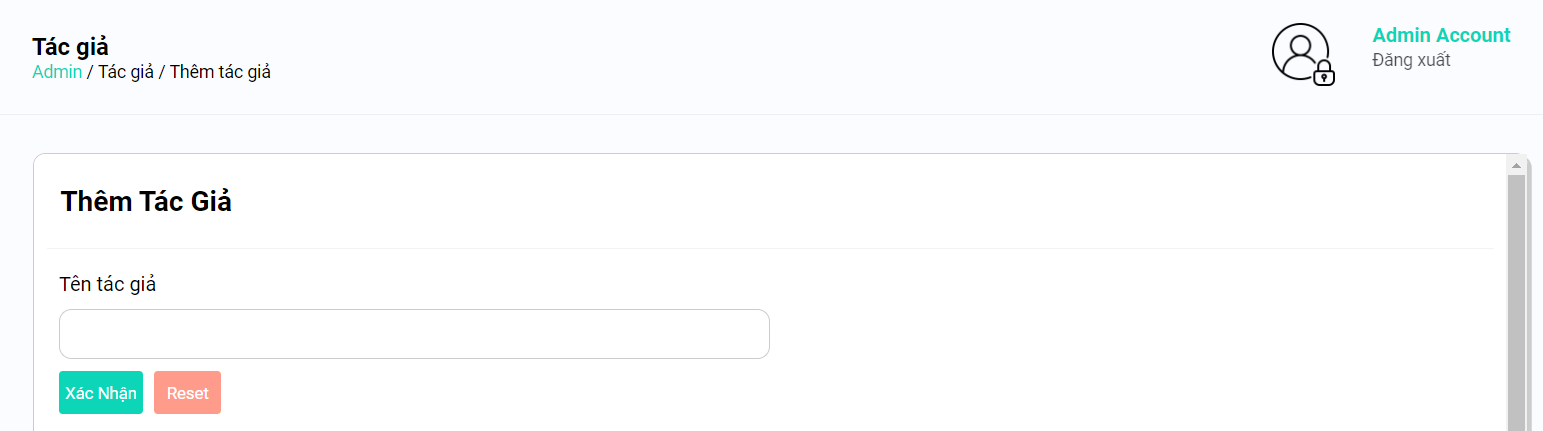 Tác giả
Admin / Tác giả / Thêm tác giả
Admin Account
Đăng xuất
Thêm Tác Giả
Tên tác giả
Xác Nhận
Reset